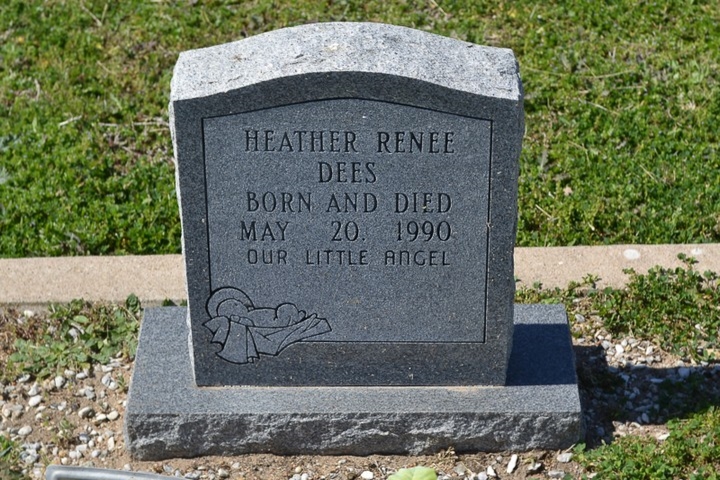 HEATHER RENEE
DEES
BORN AND DIED
MAY 20, 1990
OUR LITTLE ANGEL